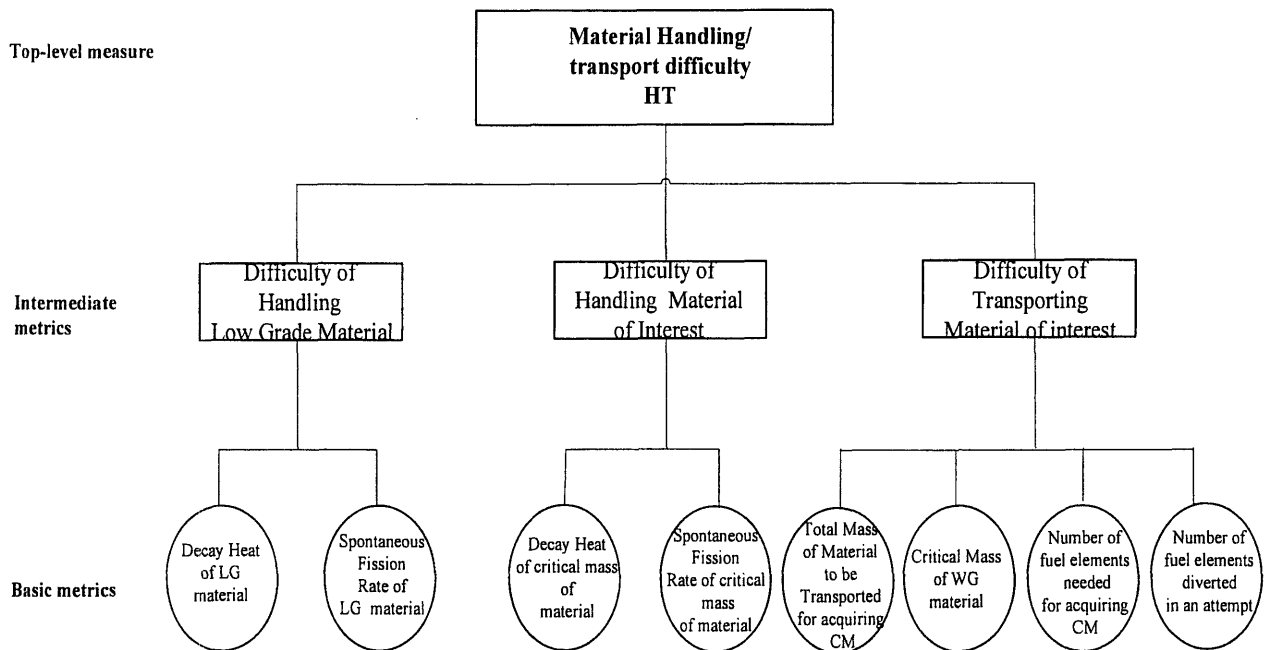 Top-level measure
Material Handling/
transport difficulty
HT
Intermediate
metrics
Difficulty of
Handling
Low Grade Material
Difficulty of
Handling Material
of Interest
Difficulty of
Transporting
Material of interest
Basic metrics
Decay Heat
of LG
material
Spontaneous
Fission
Rate of
LG material
Decay Heat
of critical mass
of
material
Spontaneous
Fission
Rate of critical
mass
of material
Total Mass
of Material
to be
Transported
for acquiring
CM
Critical Mass
of WG
material
Number of
fuel elements
needed
for acquiring
CM
Number of
fuel elements
diverted
in an attempt